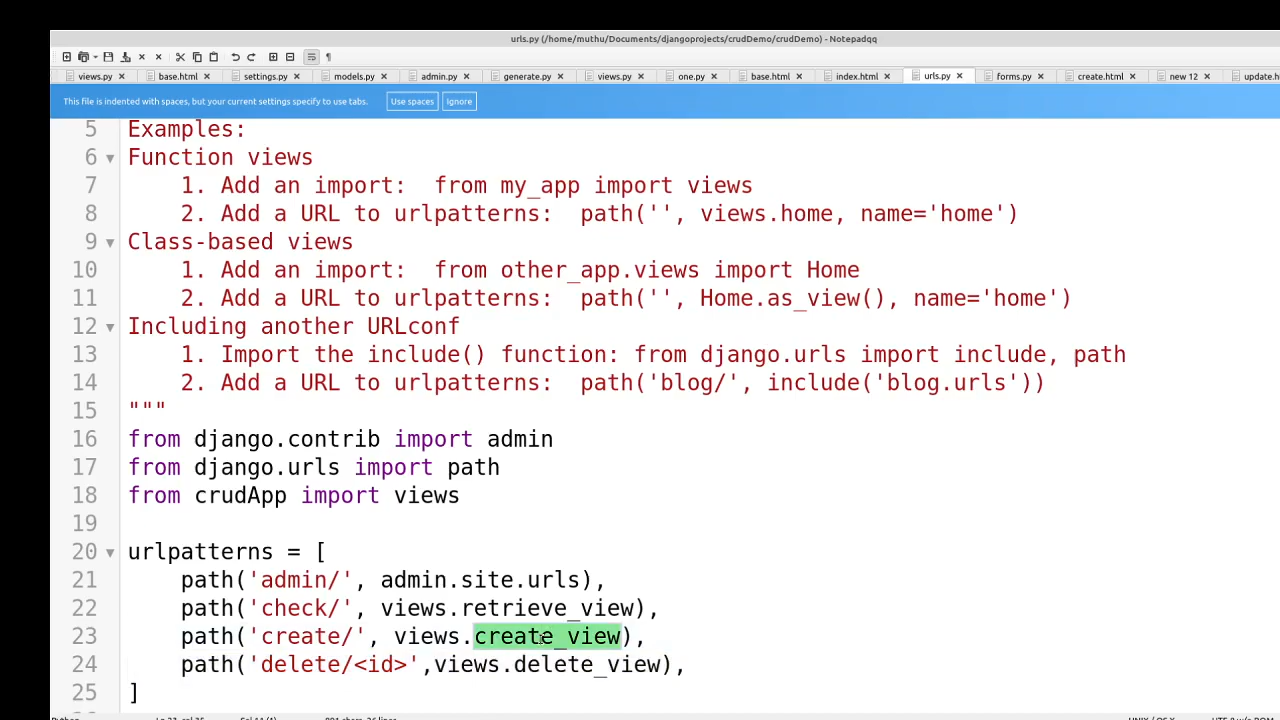 urls.py (/home/muthu/Documents/djangoprojects/crudDemo/crudDemo) - Notepadqq
views.py base.html settings.py models.py admin.py generate.py views.py one.py base.html index.html urls.py forms.py create.html new 12 update.h
This file is indented with spaces, but your current settings specify to use tabs. Use spaces Ignore
5 Examples:
6 Function views
7 1. Add an import:  from my_app import views
8 2. Add a URL to urlpatterns:  path('', views.home, name='home')
9 Class-based views
10 1. Add an import:  from other_app.views import Home
11 2. Add a URL to urlpatterns:  path('', Home.as_view(), name='home')
12 Including another URLconf
13 1. Import the include() function: from django.urls import include, path
14 2. Add a URL to urlpatterns:  path('blog/', include('blog.urls'))
15 """
16 from django.contrib import admin
17 from django.urls import path
18 from crudApp import views
19
20 urlpatterns = [
21 path('admin/', admin.site.urls),
22 path('check/', views.retrieve_view),
23 path('create/', views.create_view),
24 path('delete/<id>',views.delete_view),
25 ]